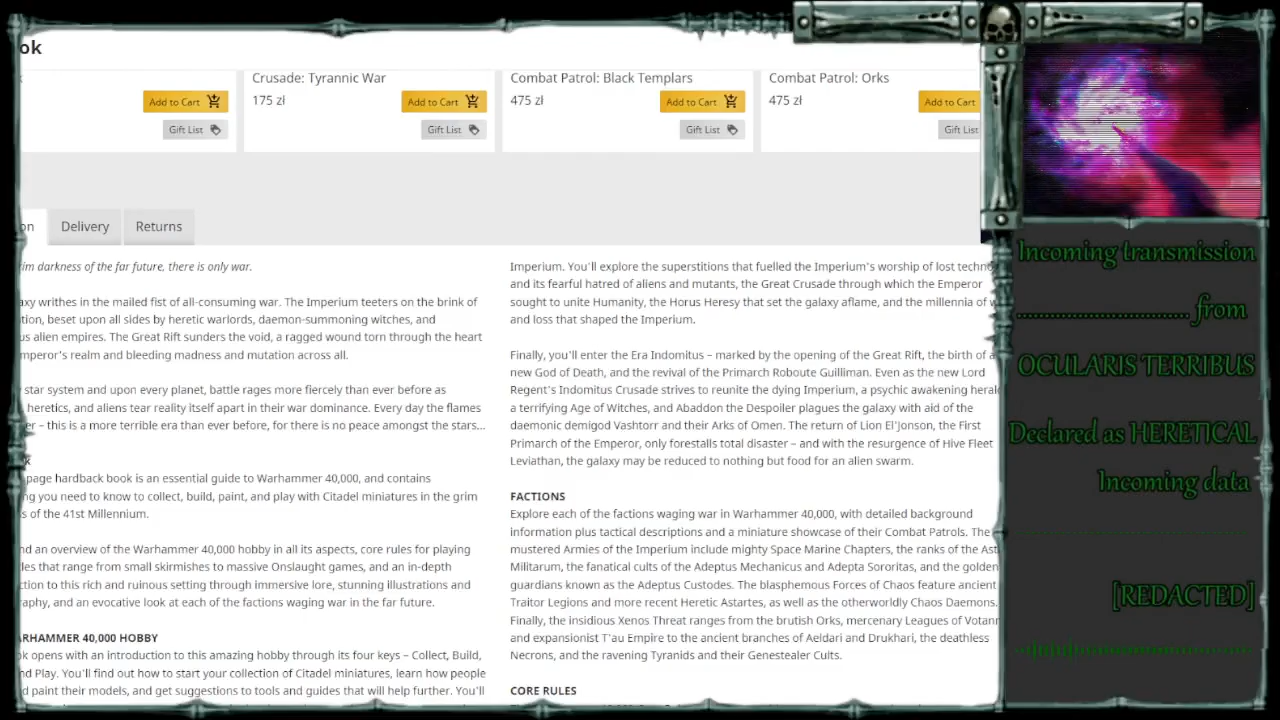 ok
Crusade: Tyrannic War
Combat Patrol: Black Templars
Combat Patrol: Orks
175 zł
475 zł
475 zł
Add to Cart
Add to Cart
Add to Cart
Add to Cart
Gift List
Gift List
Gift List
Gift List
on
Delivery
Returns
darkness of the far future, there is only war.
writhes in the mailed fist of all-consuming war. The Imperium teeters on the brink of
beset upon all sides by heretic warlords, daemon-summoning witches, and
alien empires. The Great Rift sunders the void, a ragged wound torn through the heart
realm and bleeding madness and mutation across all.
star system and upon every planet, battle rages more fiercely than ever before as
heretics, and aliens tear reality itself apart in their war dominance. Every day the flames
er – this is a more terrible era than ever before, for there is no peace amongst the stars...
page hardback book is an essential guide to Warhammer 40,000, and contains
ng you need to know to collect, build, paint, and play with Citadel miniatures in the grim
s of the 41st Millennium.
nd an overview of the Warhammer 40,000 hobby in all its aspects, core rules for playing
les that range from small skirmishes to massive Onslaught games, and an in-depth
ction to this rich and ruinous setting through immersive lore, stunning illustrations and
raphy, and an evocative look at each of the factions waging war in the far future.
ARHAMMER 40,000 HOBBY
ok opens with an introduction to this amazing hobby through its four keys – Collect, Build,
nd Play. You'll find out how to start your collection of Citadel miniatures, learn how people
d paint their models, and get suggestions to tools and guides that will help further. You'll
Imperium. You'll explore the superstitions that fuelled the Imperium's worship of lost techno
and its fearful hatred of aliens and mutants, the Great Crusade through which the Emperor
sought to unite Humanity, the Horus Heresy that set the galaxy aflame, and the millennia of w
and loss that shaped the Imperium.
Finally, you'll enter the Era Indomitus – marked by the opening of the Great Rift, the birth of a
new God of Death, and the revival of the Primarch Roboute Guilliman. Even as the new Lord
Regent's Indomitus Crusade strives to reunite the dying Imperium, a psychic awakening heral
a terrifying Age of Witches, and Abaddon the Despoiler plagues the galaxy with aid of the
daemonic demigod Vashtorr and their Arks of Omen. The return of Lion El'Jonson, the First
Primarch of the Emperor, only forestalls total disaster – and with the resurgence of Hive Fleet
Leviathan, the galaxy may be reduced to nothing but food for an alien swarm.
FACTIONS
Explore each of the factions waging war in Warhammer 40,000, with detailed background
information plus tactical descriptions and a miniature showcase of their Combat Patrols. The
mustered Armies of the Imperium include mighty Space Marine Chapters, the ranks of the Ast
Militarum, the fanatical cults of the Adeptus Mechanicus and Adepta Sororitas, and the golden
guardians known as the Adeptus Custodes. The blasphemous Forces of Chaos feature ancient
Traitor Legions and more recent Heretic Astartes, as well as the otherworldly Chaos Daemons.
Finally, the insidious Xenos Threat ranges from the brutish Orks, mercenary Leagues of Votann
and expansionist T'au Empire to the ancient branches of Aeldari and Drukhari, the deathless
Necrons, and the ravening Tyranids and their Genestealer Cults.
CORE RULES
Incoming transmission
.............................. from
OCULARIS TERRIBUS
Declared as HERETICAL
Incoming data
[REDACTED]